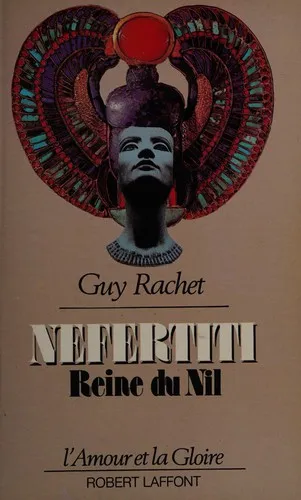 Guy Rachet
NEFERTITI
Reine du Nil
l'Amour et la Gloire
ROBERT LAFFONT